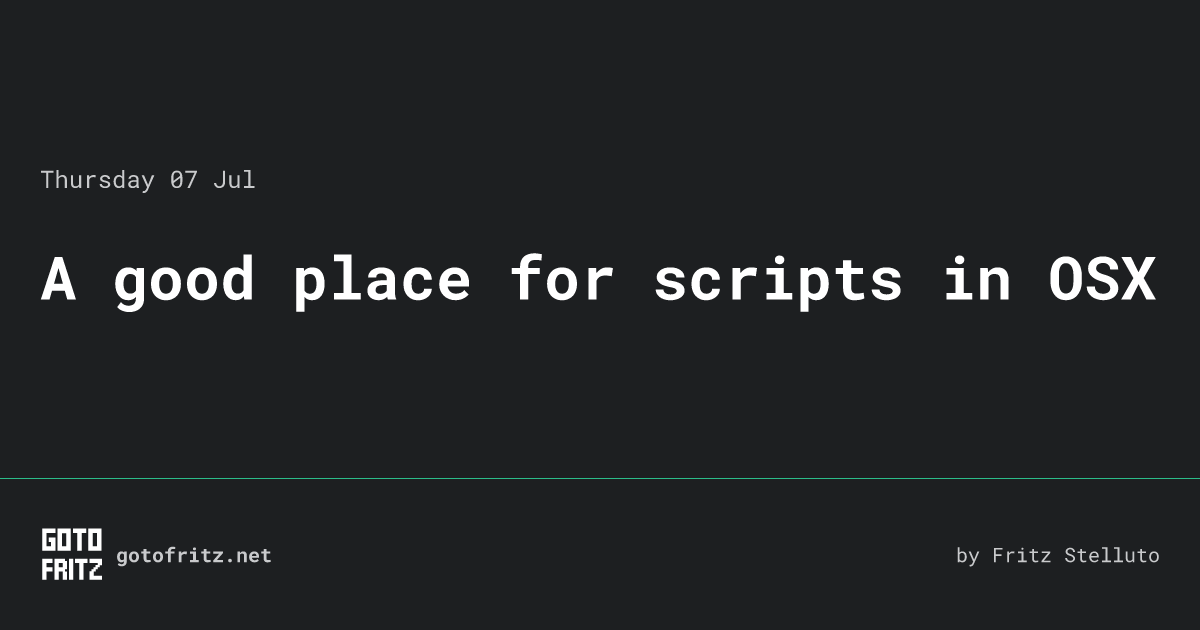 Thursday 07 Jul
A good place for scripts in OSX
GOTO
FRITZ
gotofritz.net
by Fritz Stelluto